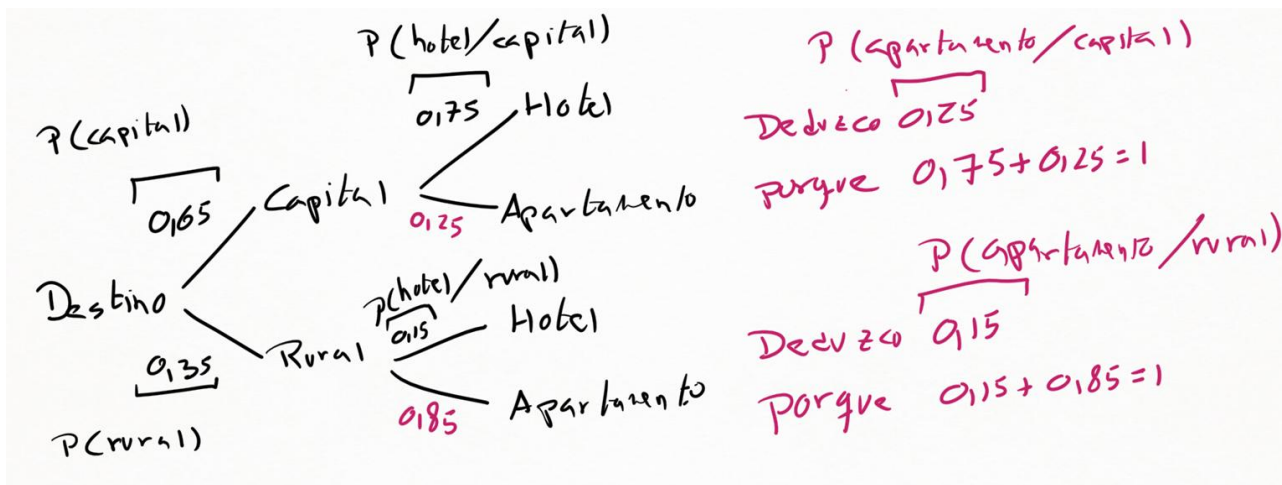 P(hotel/capital)
0,75
Hotel
P(capital)
0,65
Capital
0,25
Apartamento
Destino
P(hotel/rural)
0,15
Hotel
0,35
Rural
0,85
Apartamento
P(rural)
P(apartamento/capital)
Deduzco 0,25
porque 0,75+0,25=1
P(apartamento/rural)
Deduzco 0,15
porque 0,15+0,85=1